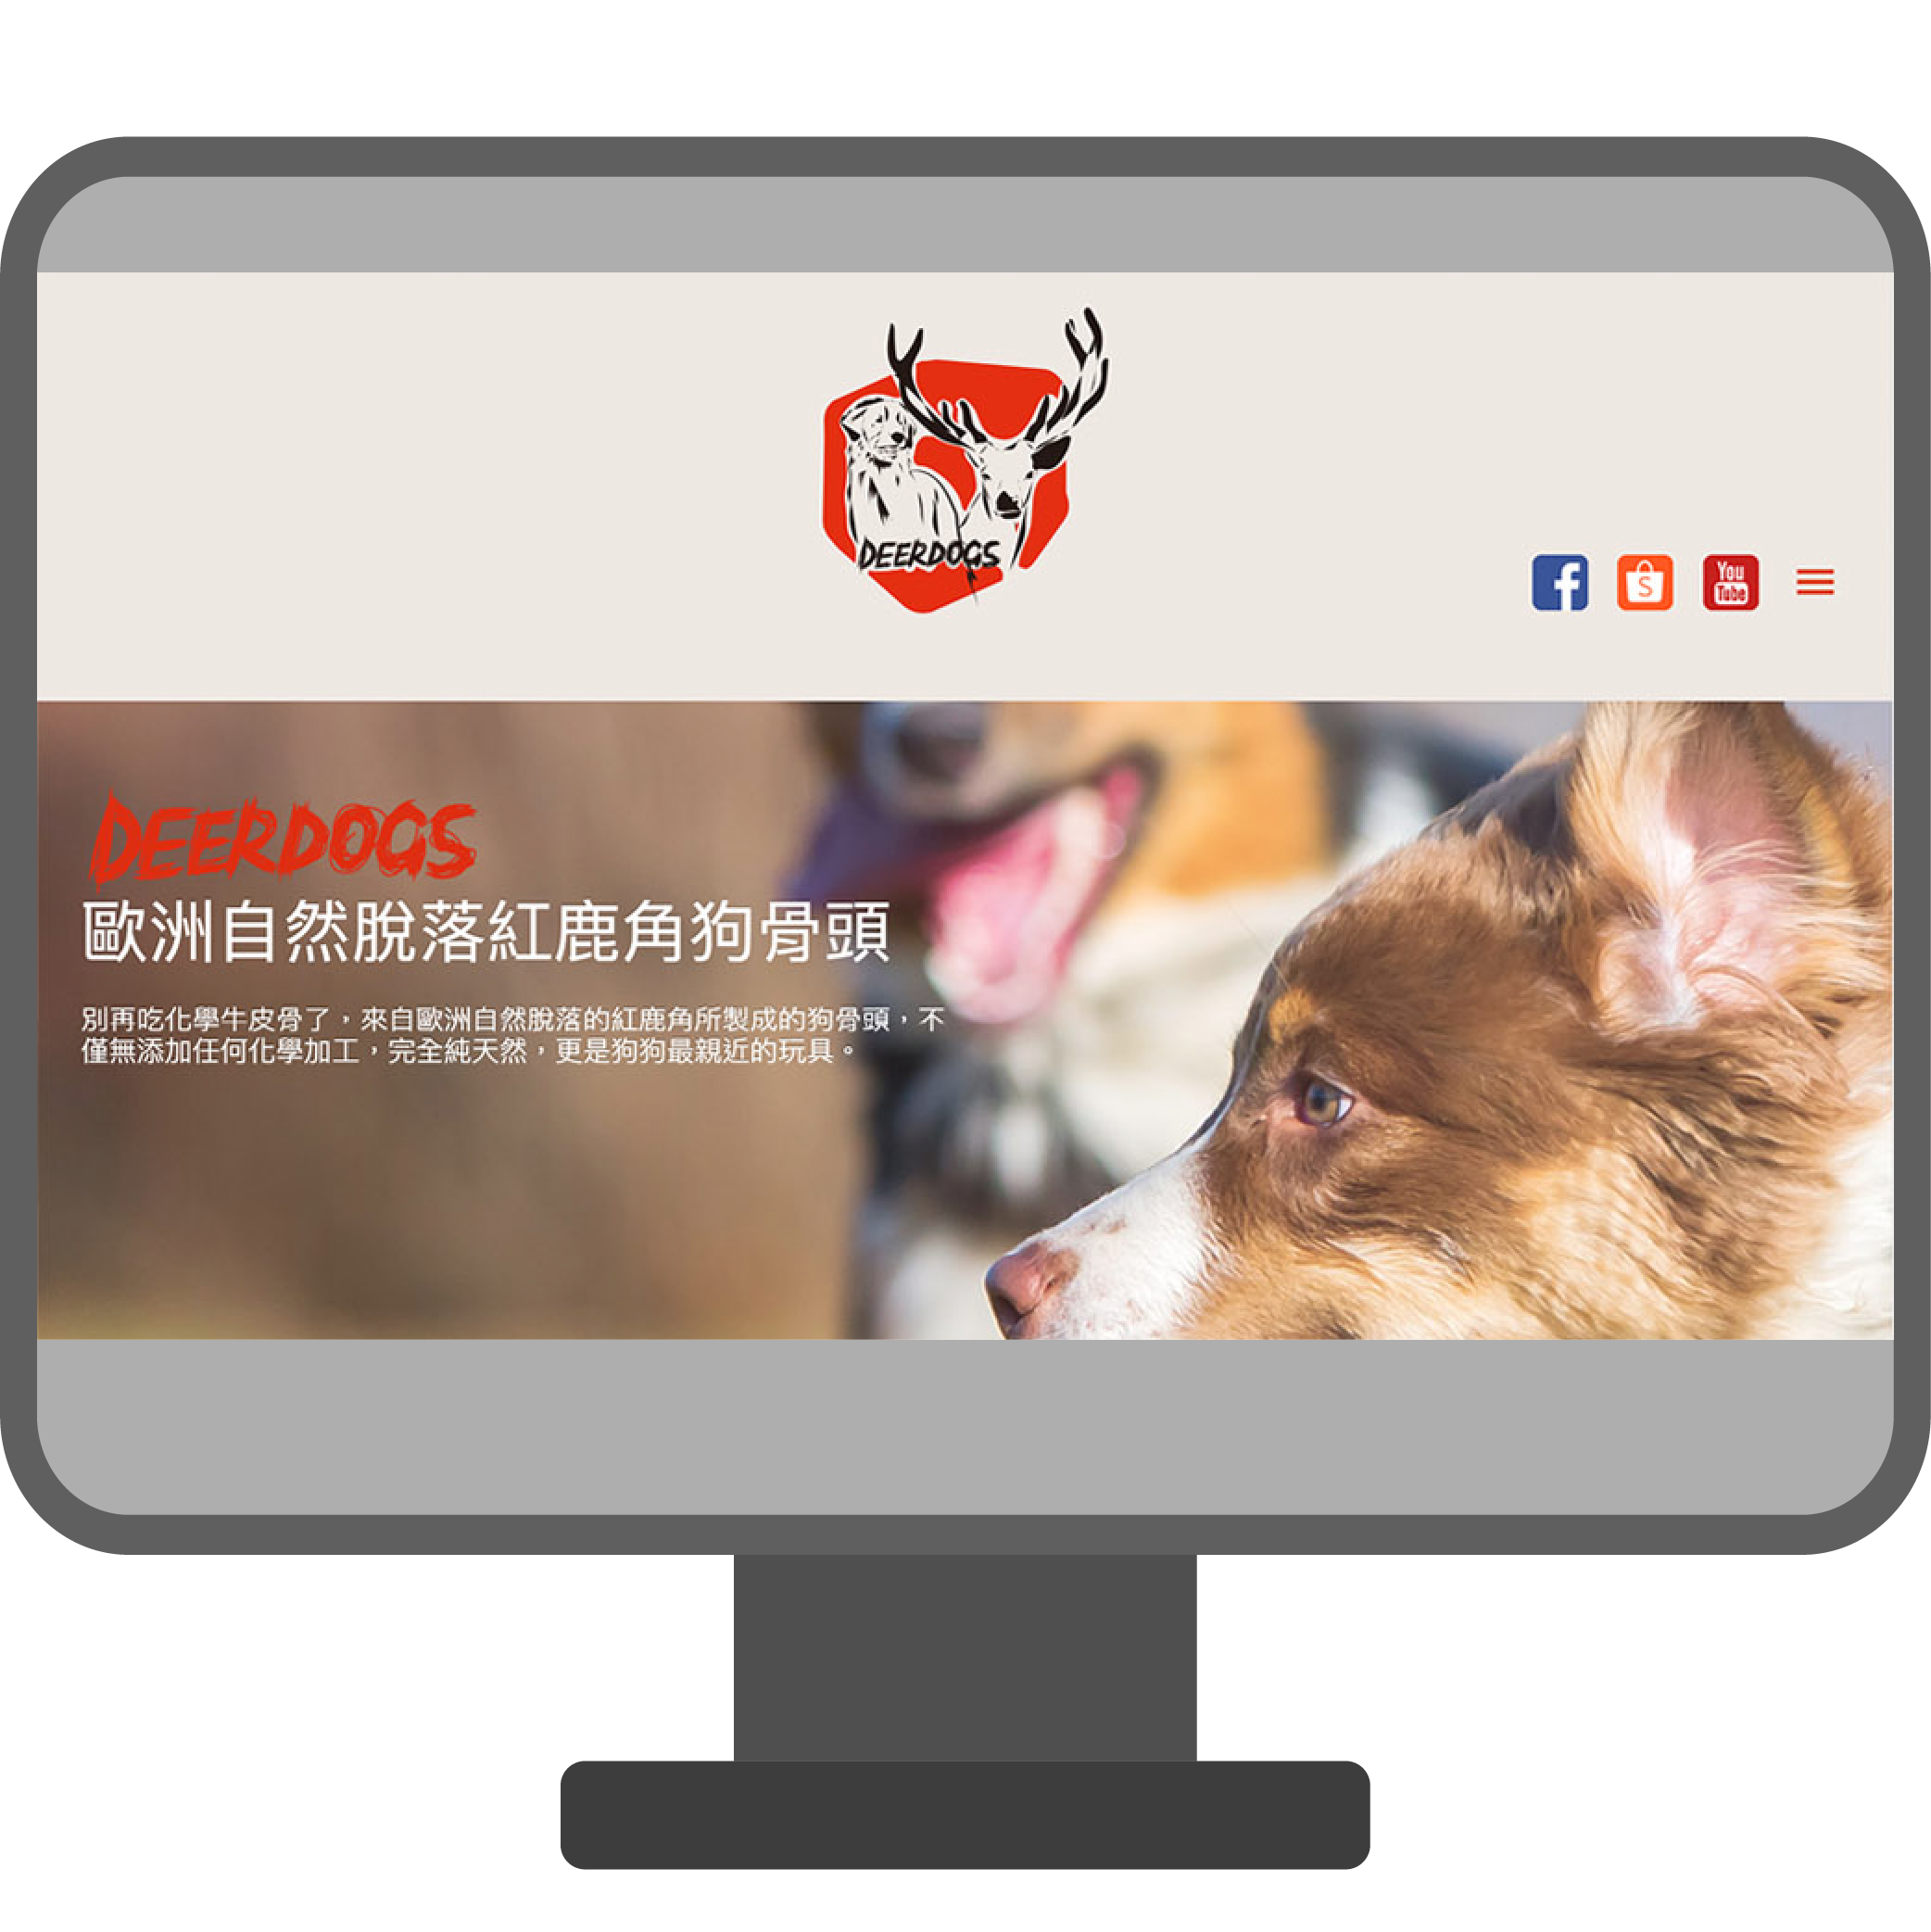 DEERDOGS
f
S
You
Tube
DEERDOGS
歐洲自然脫落紅鹿角狗骨頭
別再吃化學牛皮骨了，來自歐洲自然脫落的紅鹿角所製成的狗骨頭，不
僅無添加任何化學加工，完全純天然，更是狗狗最親近的玩具。